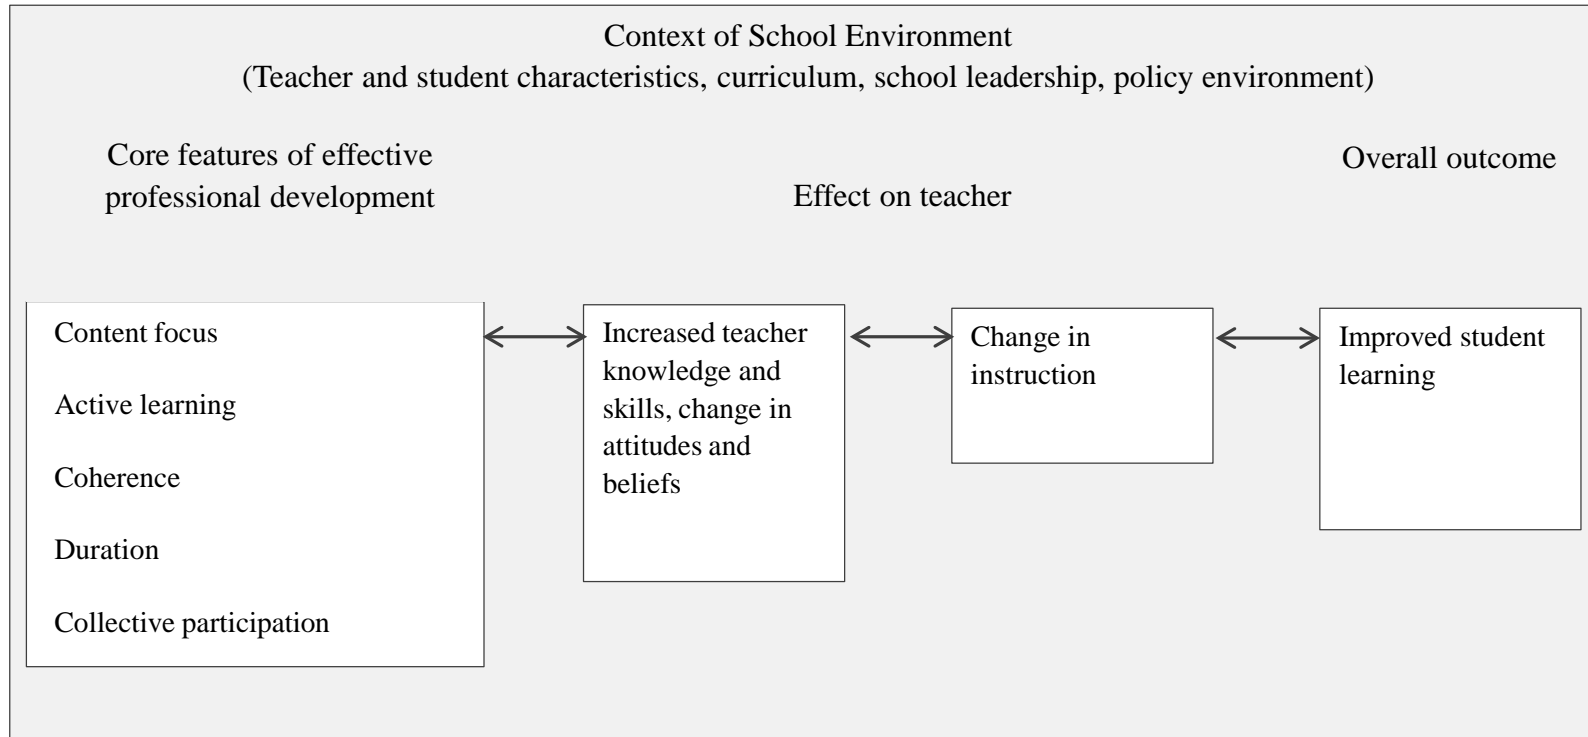 Context of School Environment
(Teacher and student characteristics, curriculum, school leadership, policy environment)
Core features of effective
professional development
Effect on teacher
Overall outcome
Content focus
Active learning
Coherence
Duration
Collective participation
Increased teacher
knowledge and
skills, change in
attitudes and
beliefs
Change in
instruction
Improved student
learning